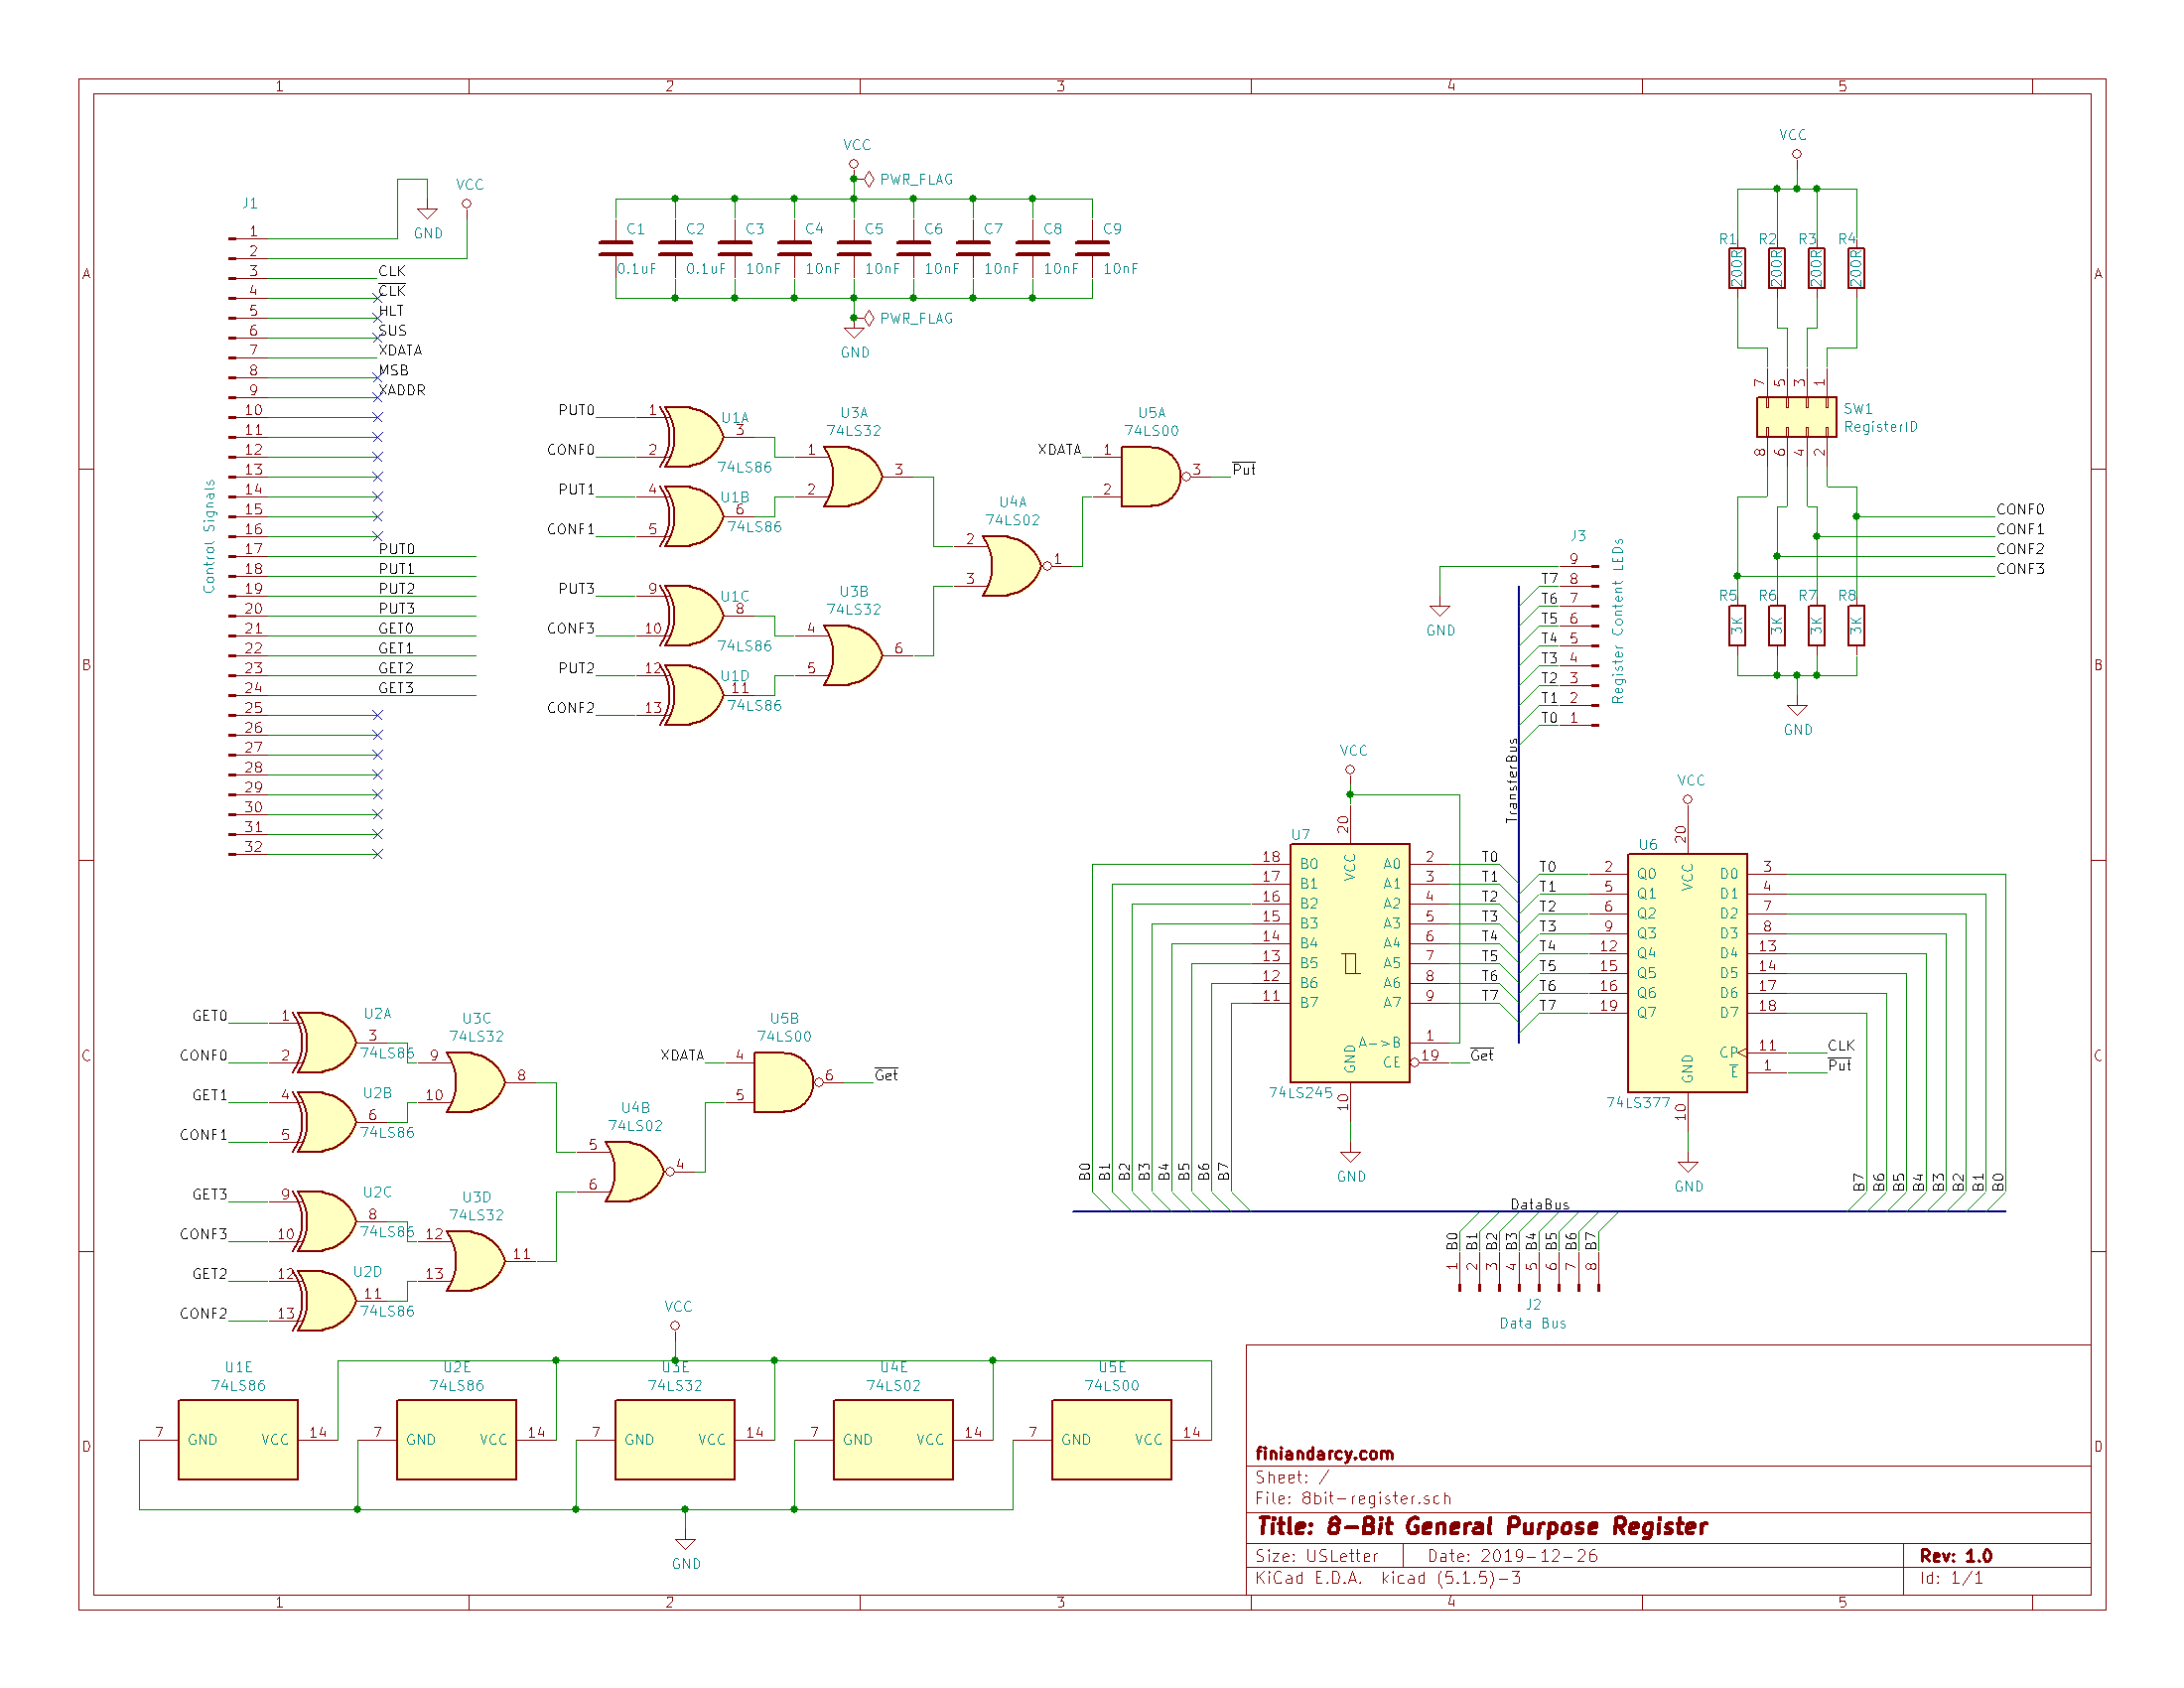 1 2 3 4 5
A
B
C
D
A
B
C
D
1 2 3 4 5
J1
Control Signals
GND
VCC
1
2
3 CLK
4 C̅L̅K̅
5 HLT
6 SUS
7 XDATA
8 MSB
9 XADDR
10
11
12
13
14
15
16
17 PUT0
18 PUT1
19 PUT2
20 PUT3
21 GET0
22 GET1
23 GET2
24 GET3
25
26
27
28
29
30
31
32
VCC
PWR_FLAG
C1 C2 C3 C4 C5 C6 C7 C8 C9
0.1uF 0.1uF 10nF 10nF 10nF 10nF 10nF 10nF 10nF
PWR_FLAG
GND
PUT0 1
CONF0 2
U1A
3
74LS86
PUT1 4
CONF1 5
U1B
6
74LS86
PUT3 9
CONF3 10
U1C
8
74LS86
PUT2 12
CONF2 13
U1D
11
74LS86
U3A
74LS32
1 2 3
U3B
74LS32
4 5 6
U4A
74LS02
2 3 1
U5A
74LS00
XDATA 1
2
3 P̅u̅t̅
VCC
R1 R2 R3 R4
200R 200R 200R 200R
7 5 3 1
SW1
RegisterID
8 6 4 2
CONF0
CONF1
CONF2
CONF3
R5 R6 R7 R8
3K 3K 3K 3K
GND
J3
Register Content LEDs
9
T7 8
T6 7
T5 6
T4 5
T3 4
T2 3
T1 2
T0 1
GND
TransferBus
VCC
U7
20
VCC
18 B0 A0 2 T0
17 B1 A1 3 T1
16 B2 A2 4 T2
15 B3 A3 5 T3
14 B4 A4 6 T4
13 B5 A5 7 T5
12 B6 A6 8 T6
11 B7 A7 9 T7
A->B 1
CE 19 G̅e̅t̅
GND
74LS245
10
GND
VCC
U6
20
VCC
T0 2 Q0 D0 3
T1 5 Q1 D1 4
T2 6 Q2 D2 7
T3 9 Q3 D3 8
T4 12 Q4 D4 13
T5 15 Q5 D5 14
T6 16 Q6 D6 17
T7 19 Q7 D7 18
CP 11 CLK
E̅ 1 P̅u̅t̅
GND
74LS377
10
GND
B0 B1 B2 B3 B4 B5 B6 B7
B7 B6 B5 B4 B3 B2 B1 B0
DataBus
B0 B1 B2 B3 B4 B5 B6 B7
1 2 3 4 5 6 7 8
J2
Data Bus
GET0 1
CONF0 2
U2A
3
74LS86
GET1 4
CONF1 5
U2B
6
74LS86
GET3 9
CONF3 10
U2C
8
74LS86
GET2 12
CONF2 13
U2D
11
74LS86
U3C
74LS32
9 10 8
U3D
74LS32
12 13 11
U4B
74LS02
5 6 4
U5B
74LS00
XDATA 4
5
6 G̅e̅t̅
VCC
U1E U2E U3E U4E U5E
74LS86 74LS86 74LS32 74LS02 74LS00
7 GND VCC 14 7 GND VCC 14 7 GND VCC 14 7 GND VCC 14 7 GND VCC 14
GND
finiandarcy.com
Sheet: /
File: 8bit-register.sch
Title: 8-Bit General Purpose Register
Size: USLetter Date: 2019-12-26 Rev: 1.0
KiCad E.D.A. kicad (5.1.5)-3 Id: 1/1